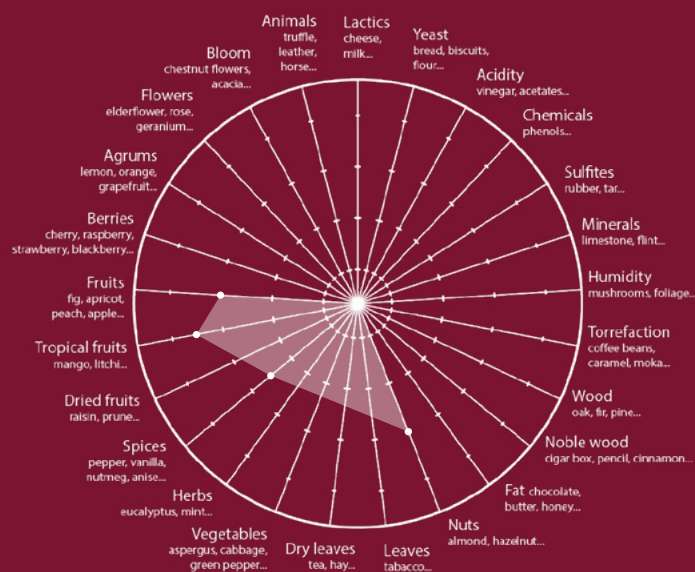 Lactics
cheese,
milk...
Yeast
bread, biscuits,
flour...
Acidity
vinegar, acetates...
Chemicals
phenols...
Sulfites
rubber, tar...
Minerals
limestone, flint...
Humidity
mushrooms, foliage...
Torrefaction
coffee beans,
caramel, moka...
Wood
oak, fir, pine...
Noble wood
cigar box, pencil, cinnamon...
Fat chocolate,
butter, honey...
Nuts
almond, hazelnut...
Leaves
tabacco...
Dry leaves
tea, hay...
Vegetables
aspergus, cabbage,
green pepper...
Herbs
eucalyptus, mint...
Spices
pepper, vanilla,
nutmeg, anise...
Dried fruits
raisin, prune...
Tropical fruits
mango, litchi...
Fruits
fig, apricot,
peach, apple...
Berries
cherry, raspberry,
strawberry, blackberry...
Agrums
lemon, orange,
grapefruit...
Flowers
elderflower, rose,
geranium...
Bloom
chestnut flowers,
acacia...
Animals
truffle,
leather,
horse...